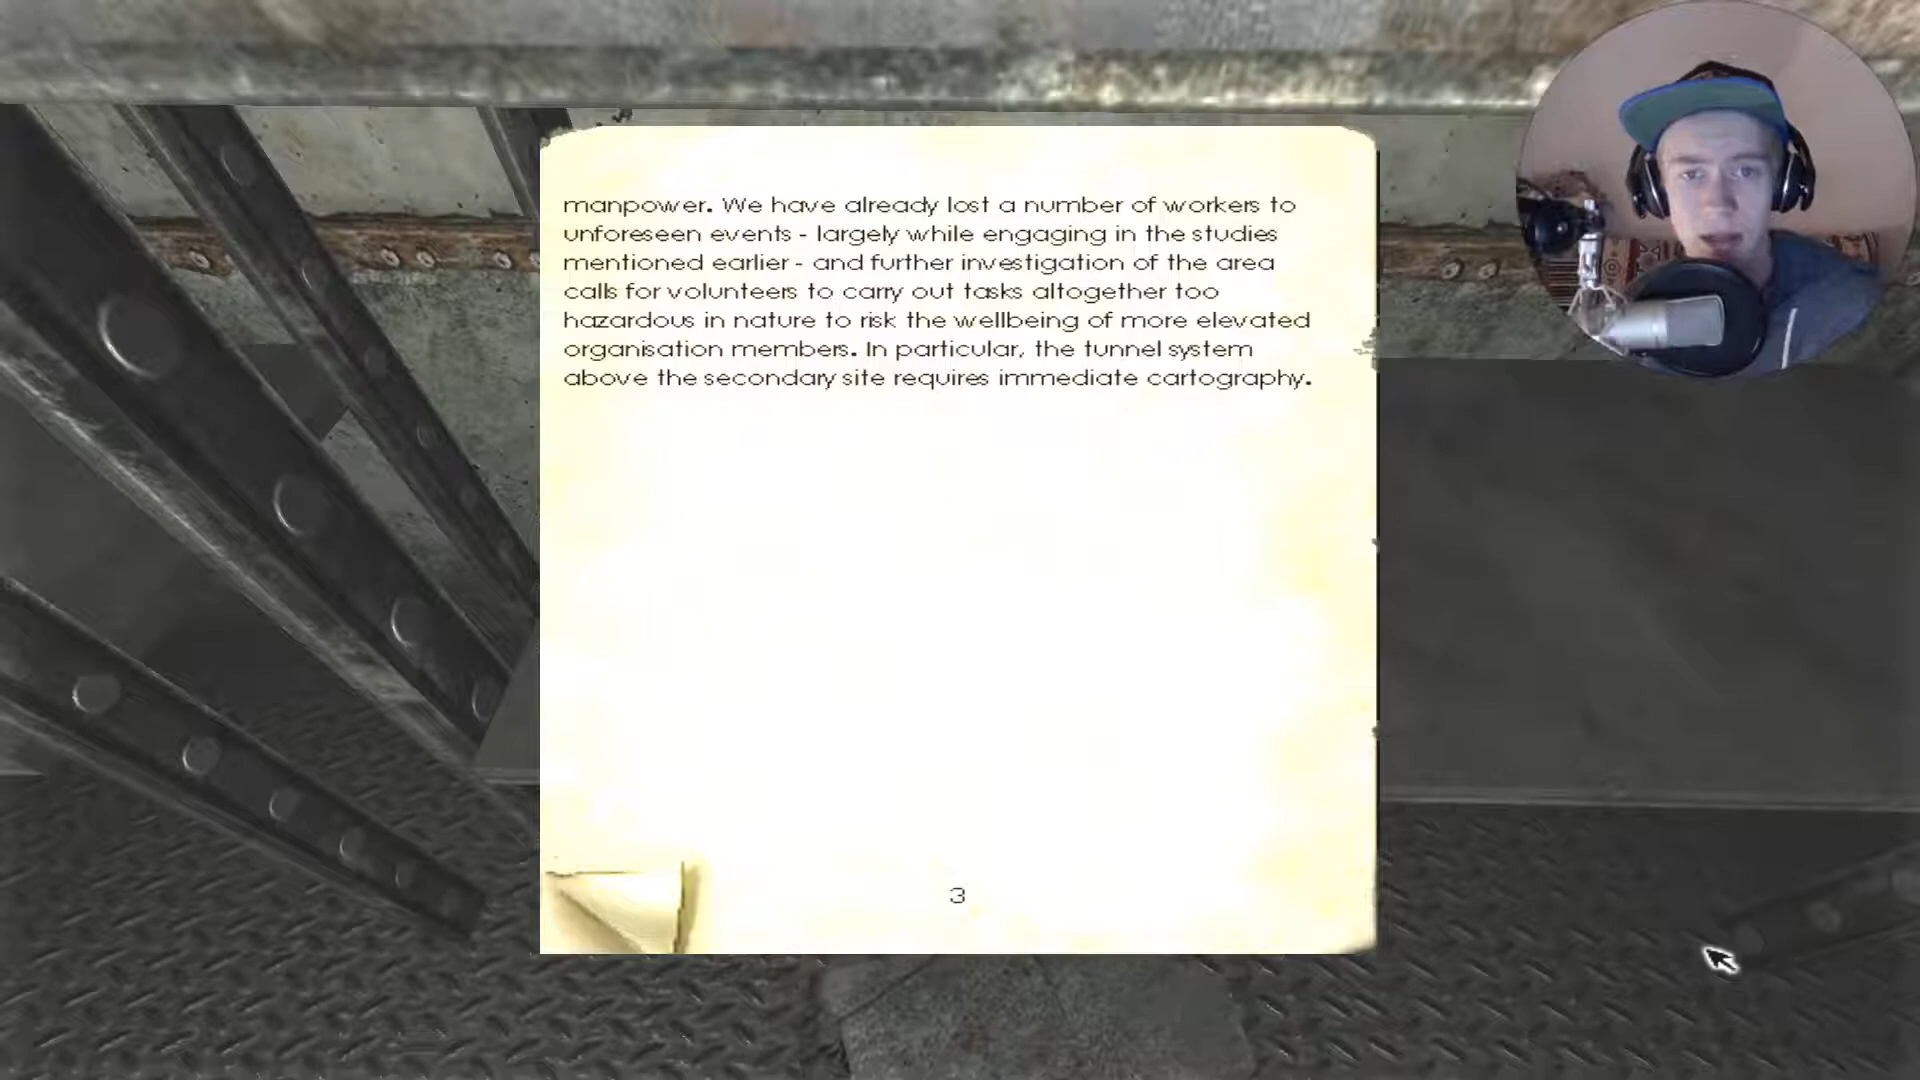 manpower. We have already lost a number of workers to
unforeseen events - largely while engaging in the studies
mentioned earlier - and further investigation of the area
calls for volunteers to carry out tasks altogether too
hazardous in nature to risk the wellbeing of more elevated
organisation members. In particular, the tunnel system
above the secondary site requires immediate cartography.
3